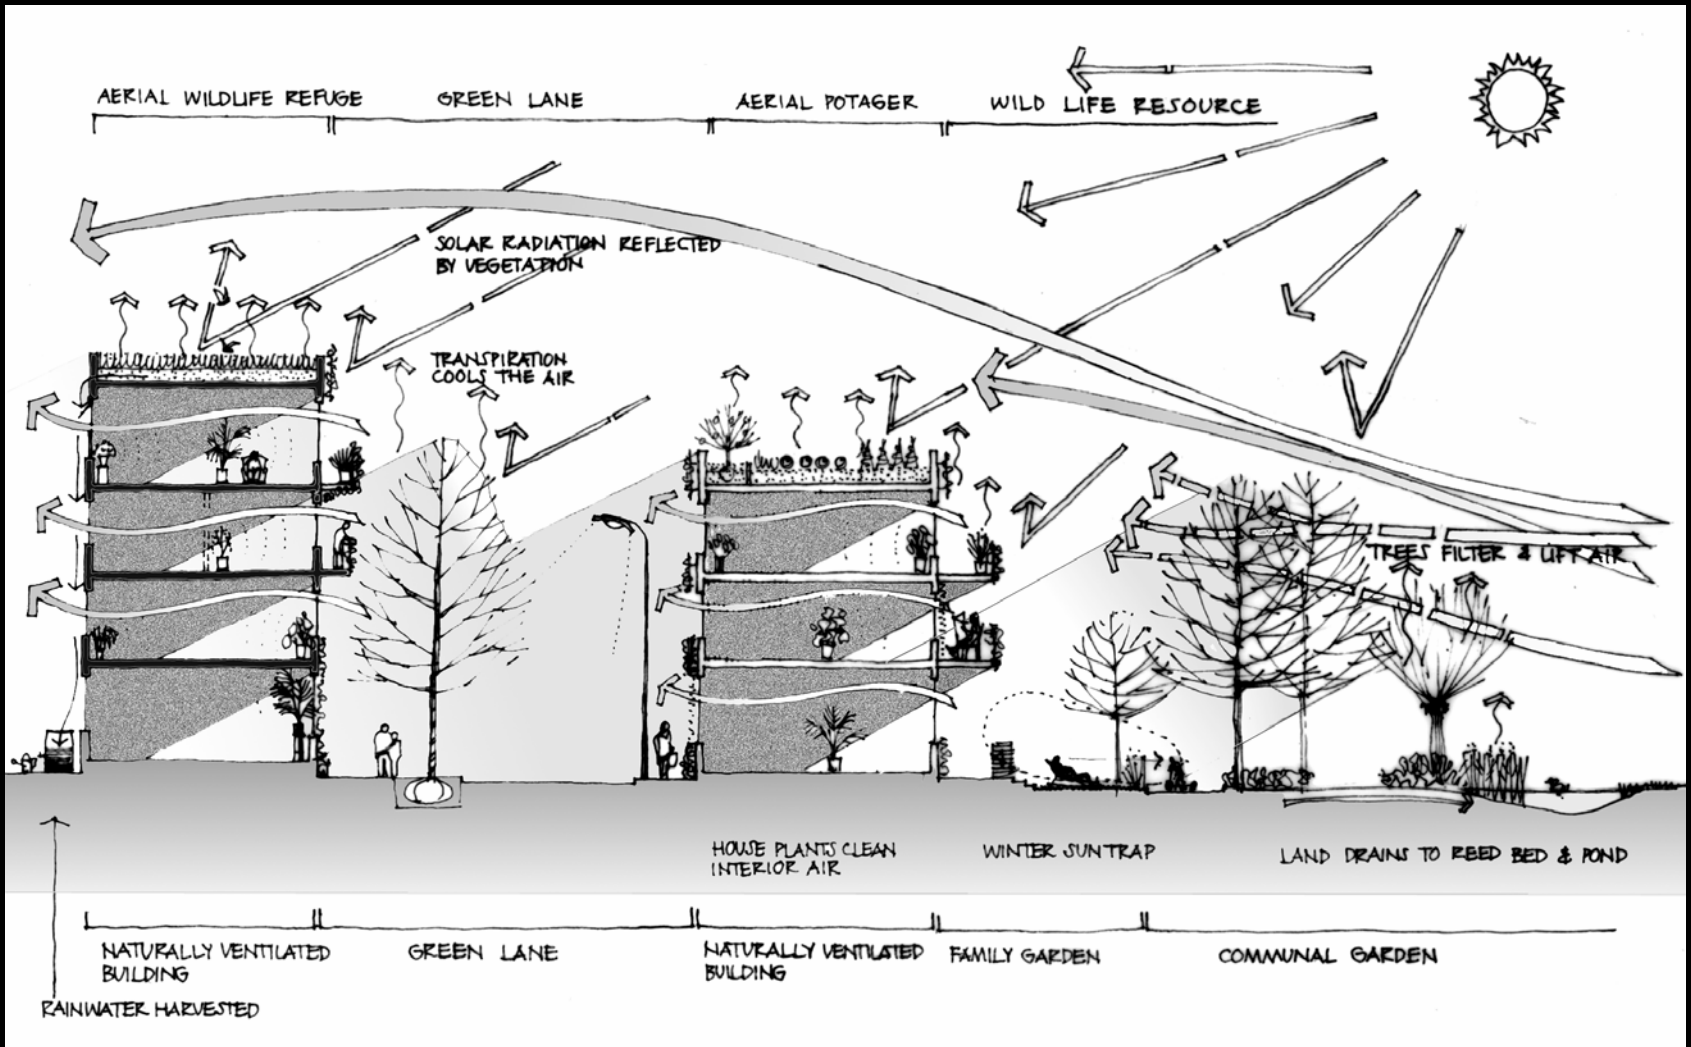 AERIAL WILDLIFE REFUGE
GREEN LANE
AERIAL POTAGER
WILD LIFE RESOURCE
SOLAR RADIATION REFLECTED
BY VEGETATION
TRANSPIRATION
COOLS THE AIR
TREES FILTER & LIFT AIR
HOUSE PLANTS CLEAN
INTERIOR AIR
WINTER SUNTRAP
LAND DRAINS TO REED BED & POND
NATURALLY VENTILATED
BUILDING
GREEN LANE
NATURALLY VENTILATED
BUILDING
FAMILY GARDEN
COMMUNAL GARDEN
RAINWATER HARVESTED